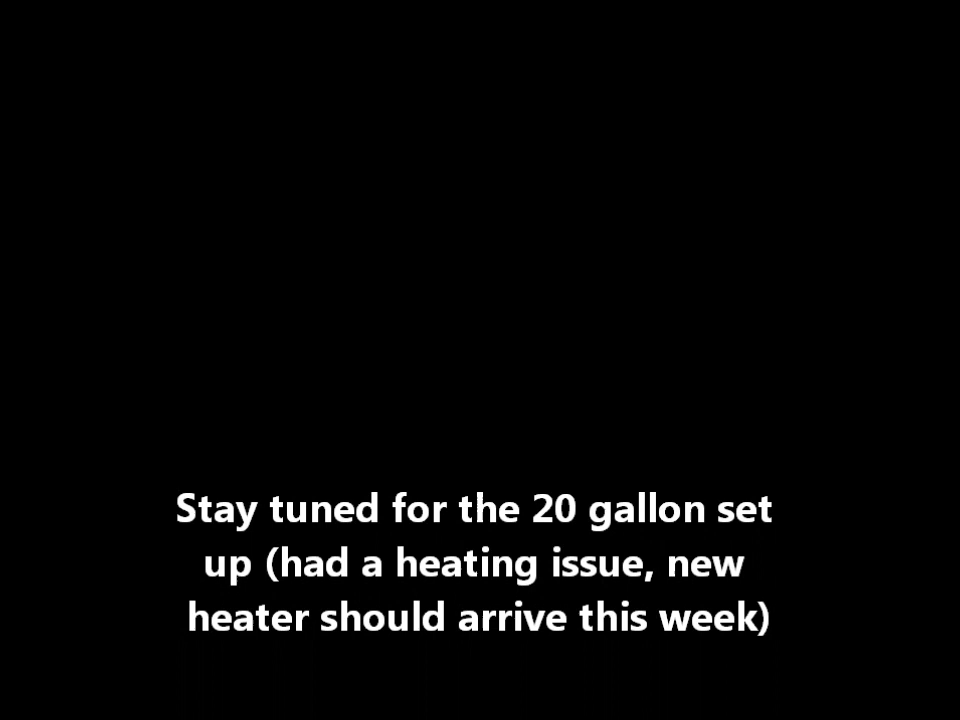 Stay tuned for the 20 gallon set
up (had a heating issue, new
heater should arrive this week)